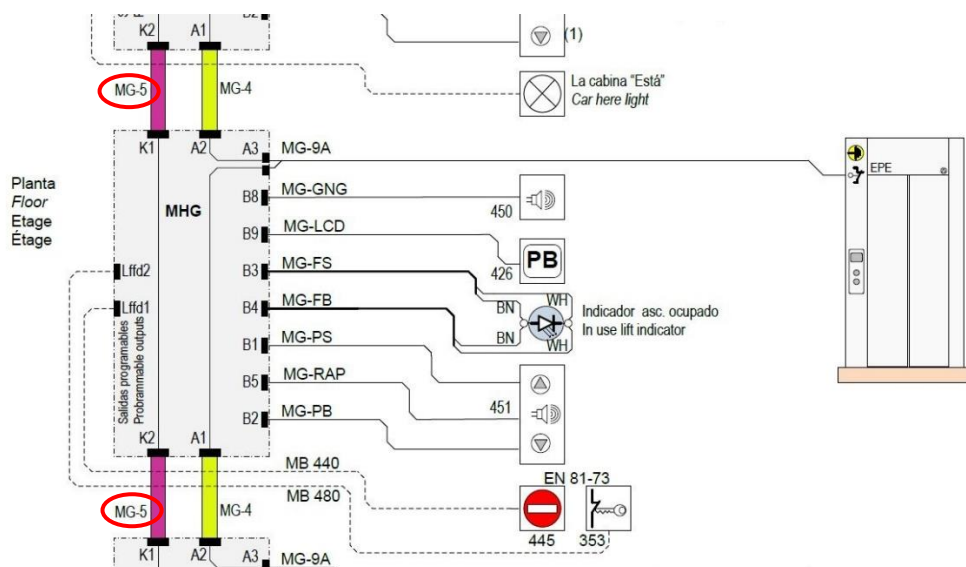 K2
A1
(1)
MG-5
MG-4
La cabina "Está"
Car here light
K1
A2
A3
MG-9A
EPE
Planta
Floor
Etage
Étage
MHG
B8
MG-GNG
450
B9
MG-LCD
426
PB
Lffd2
B3
MG-FS
WH
BN
Lffd1
B4
MG-FB
Indicador asc. ocupado
In use lift indicator
BN
WH
B1
MG-PS
Salidas programables
Probrammable outputs
B5
MG-RAP
451
B2
MG-PB
K2
A1
MB 440
EN 81-73
MB 480
MG-5
MG-4
445
353
K1
A2
A3
MG-9A